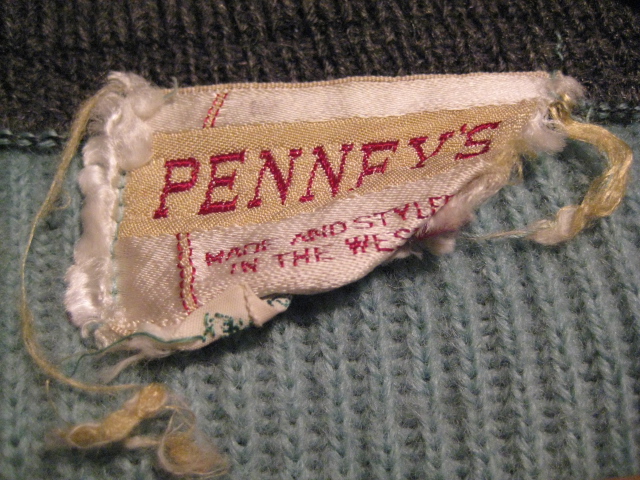 PENNEY'S
MADE AND STYLED
IN THE WEST